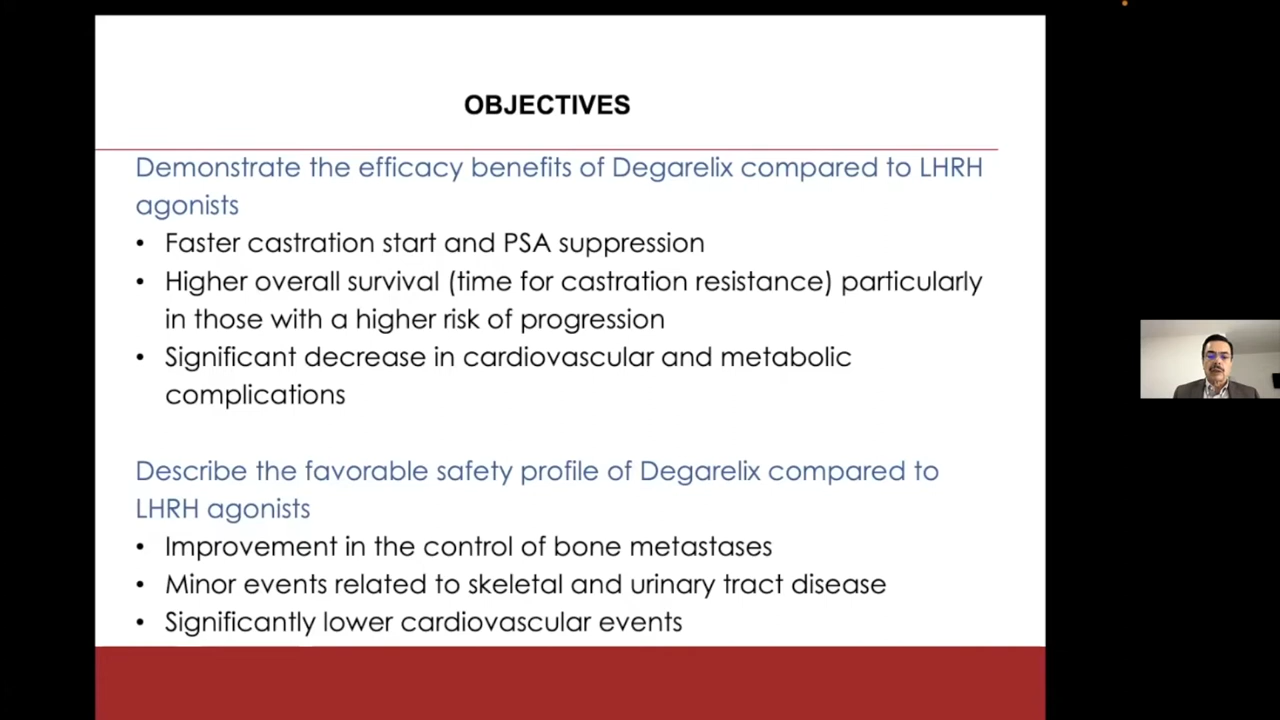 OBJECTIVES
Demonstrate the efficacy benefits of Degarelix compared to LHRH
agonists
• Faster castration start and PSA suppression
• Higher overall survival (time for castration resistance) particularly
in those with a higher risk of progression
• Significant decrease in cardiovascular and metabolic
complications
Describe the favorable safety profile of Degarelix compared to
LHRH agonists
• Improvement in the control of bone metastases
• Minor events related to skeletal and urinary tract disease
• Significantly lower cardiovascular events